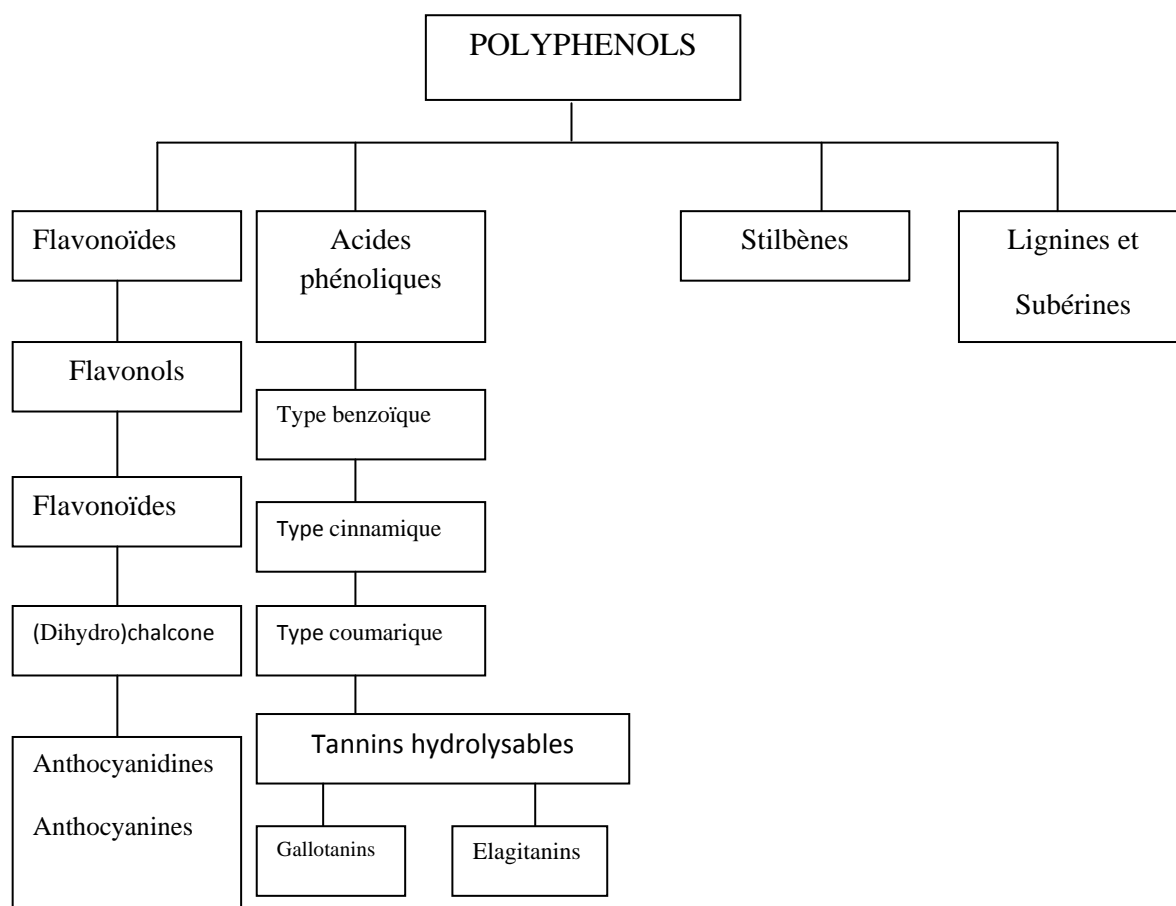 POLYPHENOLS
Flavonoïdes
Acides
phénoliques
Stilbènes
Lignines et
Subérines
Flavonols
Type benzoïque
Flavonoïdes
Type cinnamique
(Dihydro)chalcone
Type coumarique
Tannins hydrolysables
Anthocyanidines
Anthocyanines
Gallotanins
Elagitanins